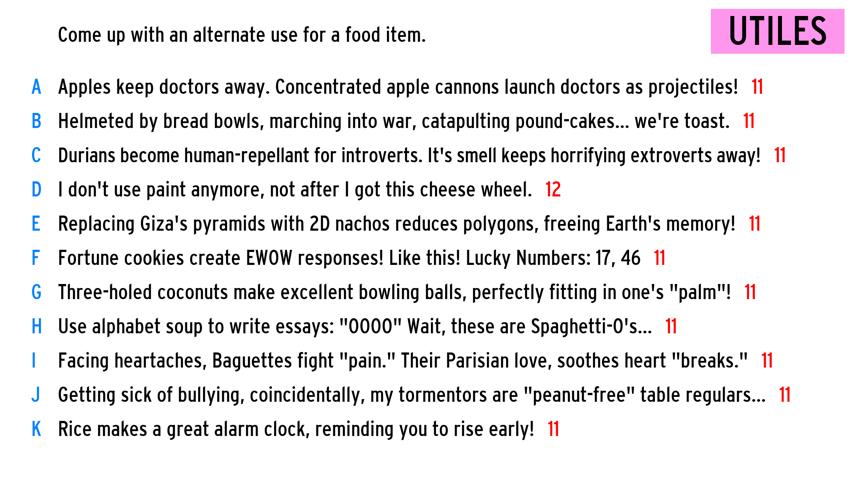 Come up with an alternate use for a food item.
UTILES
A Apples keep doctors away. Concentrated apple cannons launch doctors as projectiles! 11
B Helmeted by bread bowls, marching into war, catapulting pound-cakes... we're toast. 11
C Durians become human-repellant for introverts. It's smell keeps horrifying extroverts away! 11
D I don't use paint anymore, not after I got this cheese wheel. 12
E Replacing Giza's pyramids with 2D nachos reduces polygons, freeing Earth's memory! 11
F Fortune cookies create EWOW responses! Like this! Lucky Numbers: 17, 46 11
G Three-holed coconuts make excellent bowling balls, perfectly fitting in one's "palm"! 11
H Use alphabet soup to write essays: "OOOO" Wait, these are Spaghetti-O's... 11
I Facing heartaches, Baguettes fight "pain." Their Parisian love, soothes heart "breaks." 11
J Getting sick of bullying, coincidentally, my tormentors are "peanut-free" table regulars... 11
K Rice makes a great alarm clock, reminding you to rise early! 11